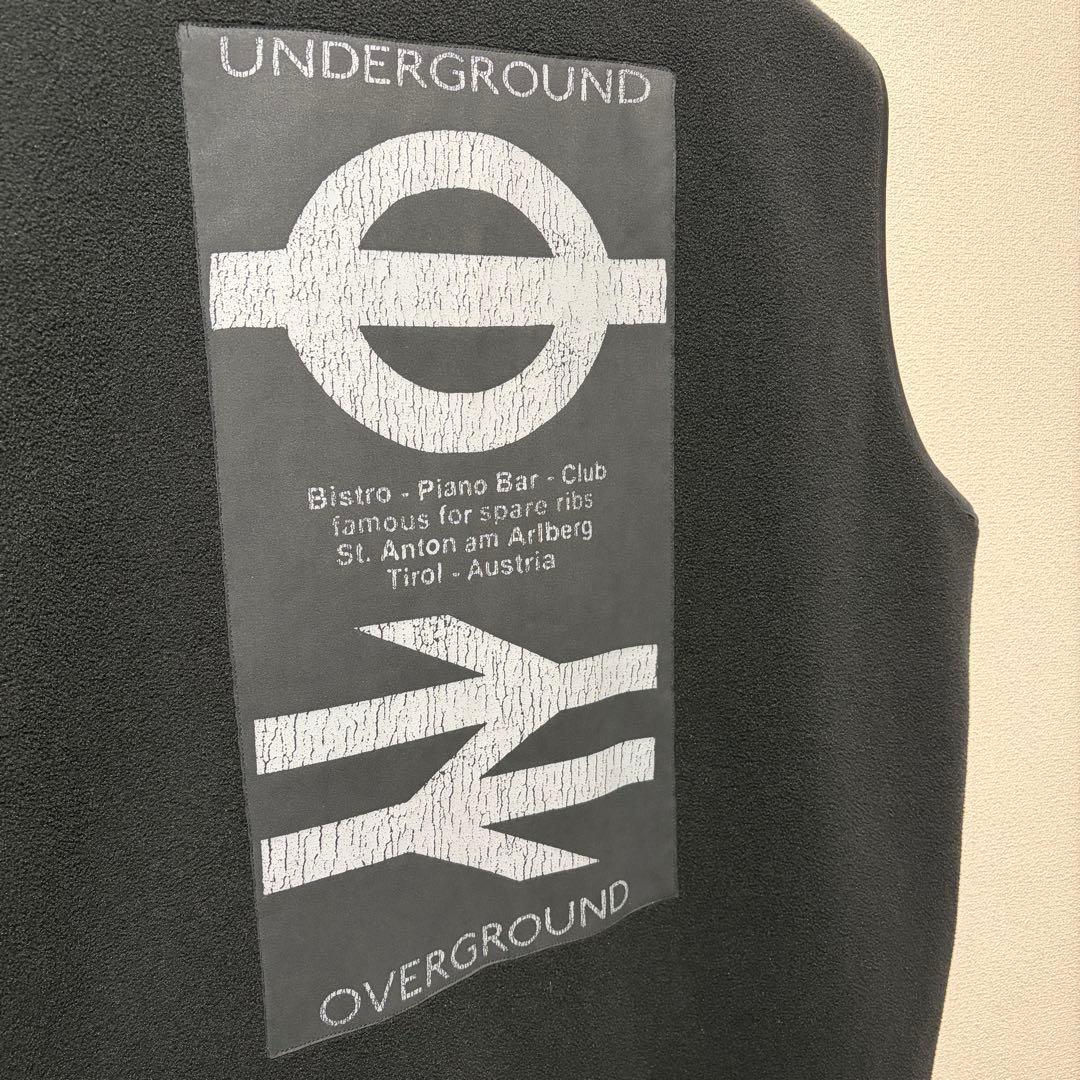 UNDERGROUND
Bistro - Piano Bar - Club
famous for spare ribs
St. Anton am Arlberg
Tirol - Austria
OVERGROUND